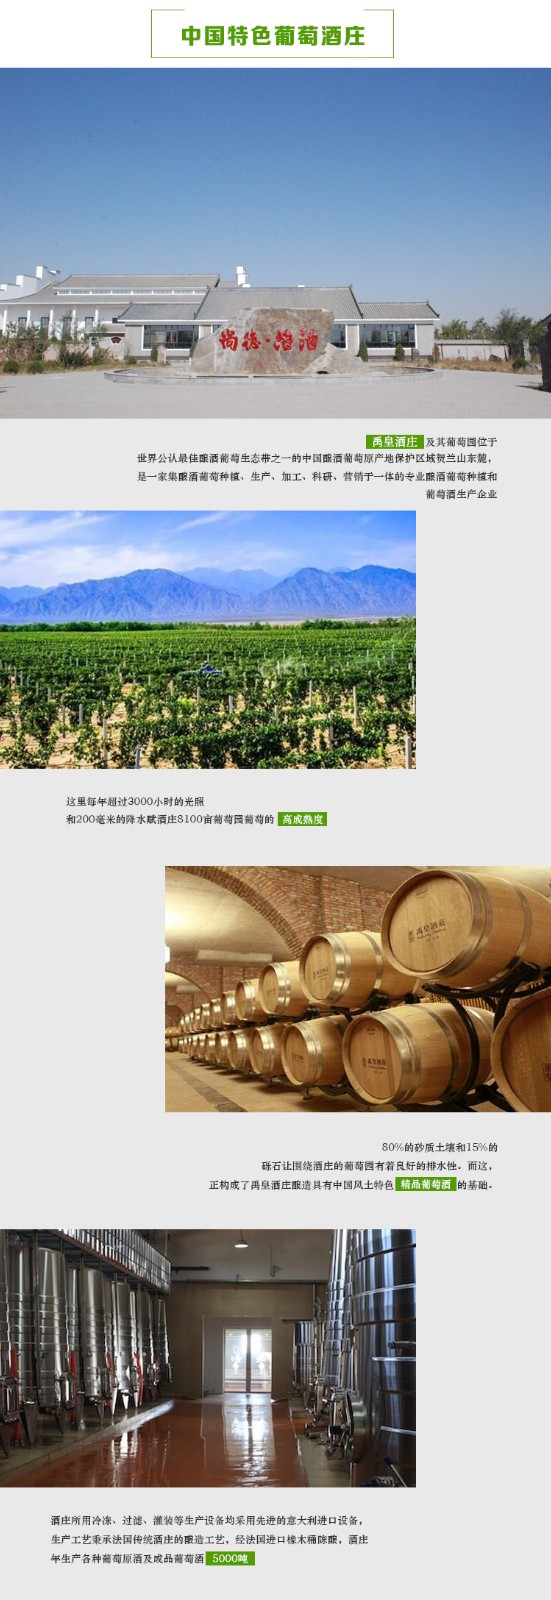 中国特色葡萄酒庄
尚德·渔池
禹皇酒庄 及其葡萄园位于
世界公认最佳酿酒葡萄生态带之一的中国酿酒葡萄原产地保护区域贺兰山东麓，
是一家集酿酒葡萄种植、生产、加工、科研、营销于一体的专业酿酒葡萄种植和
葡萄酒生产企业
这里每年超过3000小时的光照
和200毫米的降水赋酒庄8100亩葡萄园葡萄的 高成熟度
禹皇酒莊
禹皇酒莊
禹皇酒莊
80%的砂质土壤和15%的
砾石让围绕酒庄的葡萄园有着良好的排水性。而这，
正构成了禹皇酒庄酿造具有中国风土特色 精品葡萄酒 的基础。
酒庄所用冷冻、过滤、灌装等生产设备均采用先进的意大利进口设备，
生产工艺秉承法国传统酒庄的酿造工艺，经法国进口橡木桶陈酿，酒庄
年生产各种葡萄原酒及成品葡萄酒 5000吨